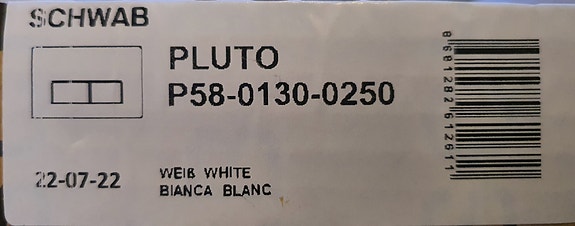 SCHWAB
PLUTO
P58-0130-0250
22-07-22
WEIß WHITE
BIANCA BLANC
8681282612611